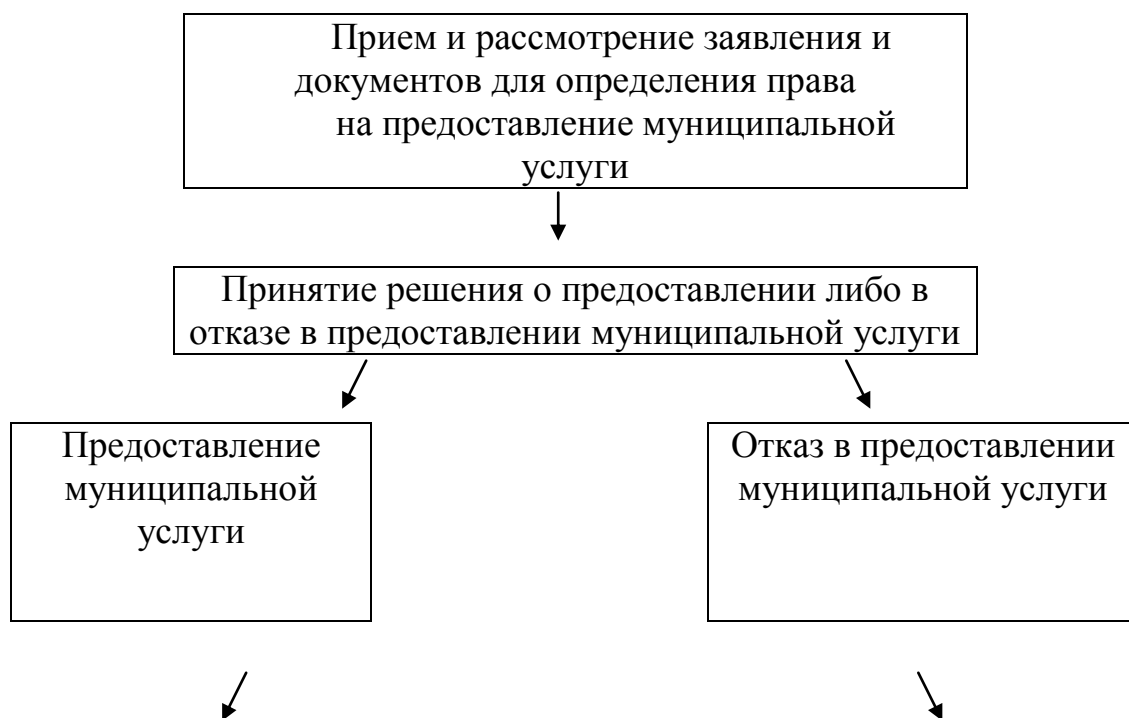 Прием и рассмотрение заявления и
документов для определения права
на предоставление муниципальной
услуги
Принятие решения о предоставлении либо в
отказе в предоставлении муниципальной услуги
Предоставление
муниципальной
услуги
Отказ в предоставлении
муниципальной услуги